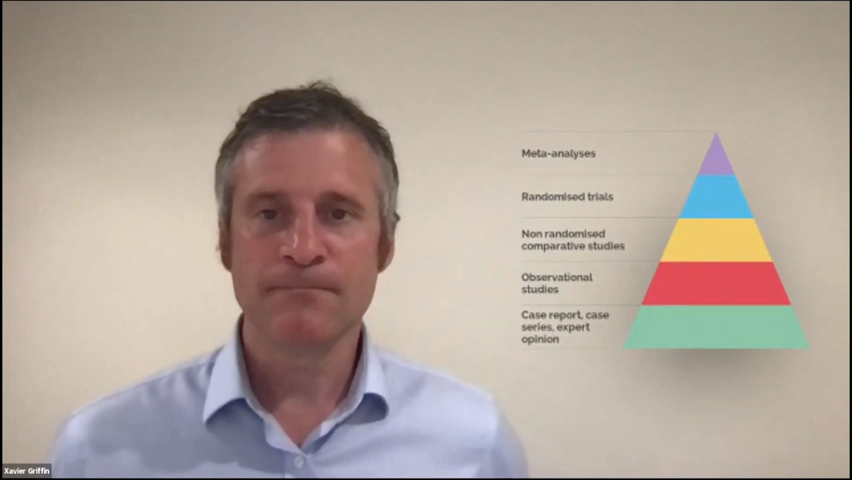 Meta-analyses
Randomised trials
Non randomised
comparative studies
Observational
studies
Case report, case
series, expert
opinion
Xavier Griffin